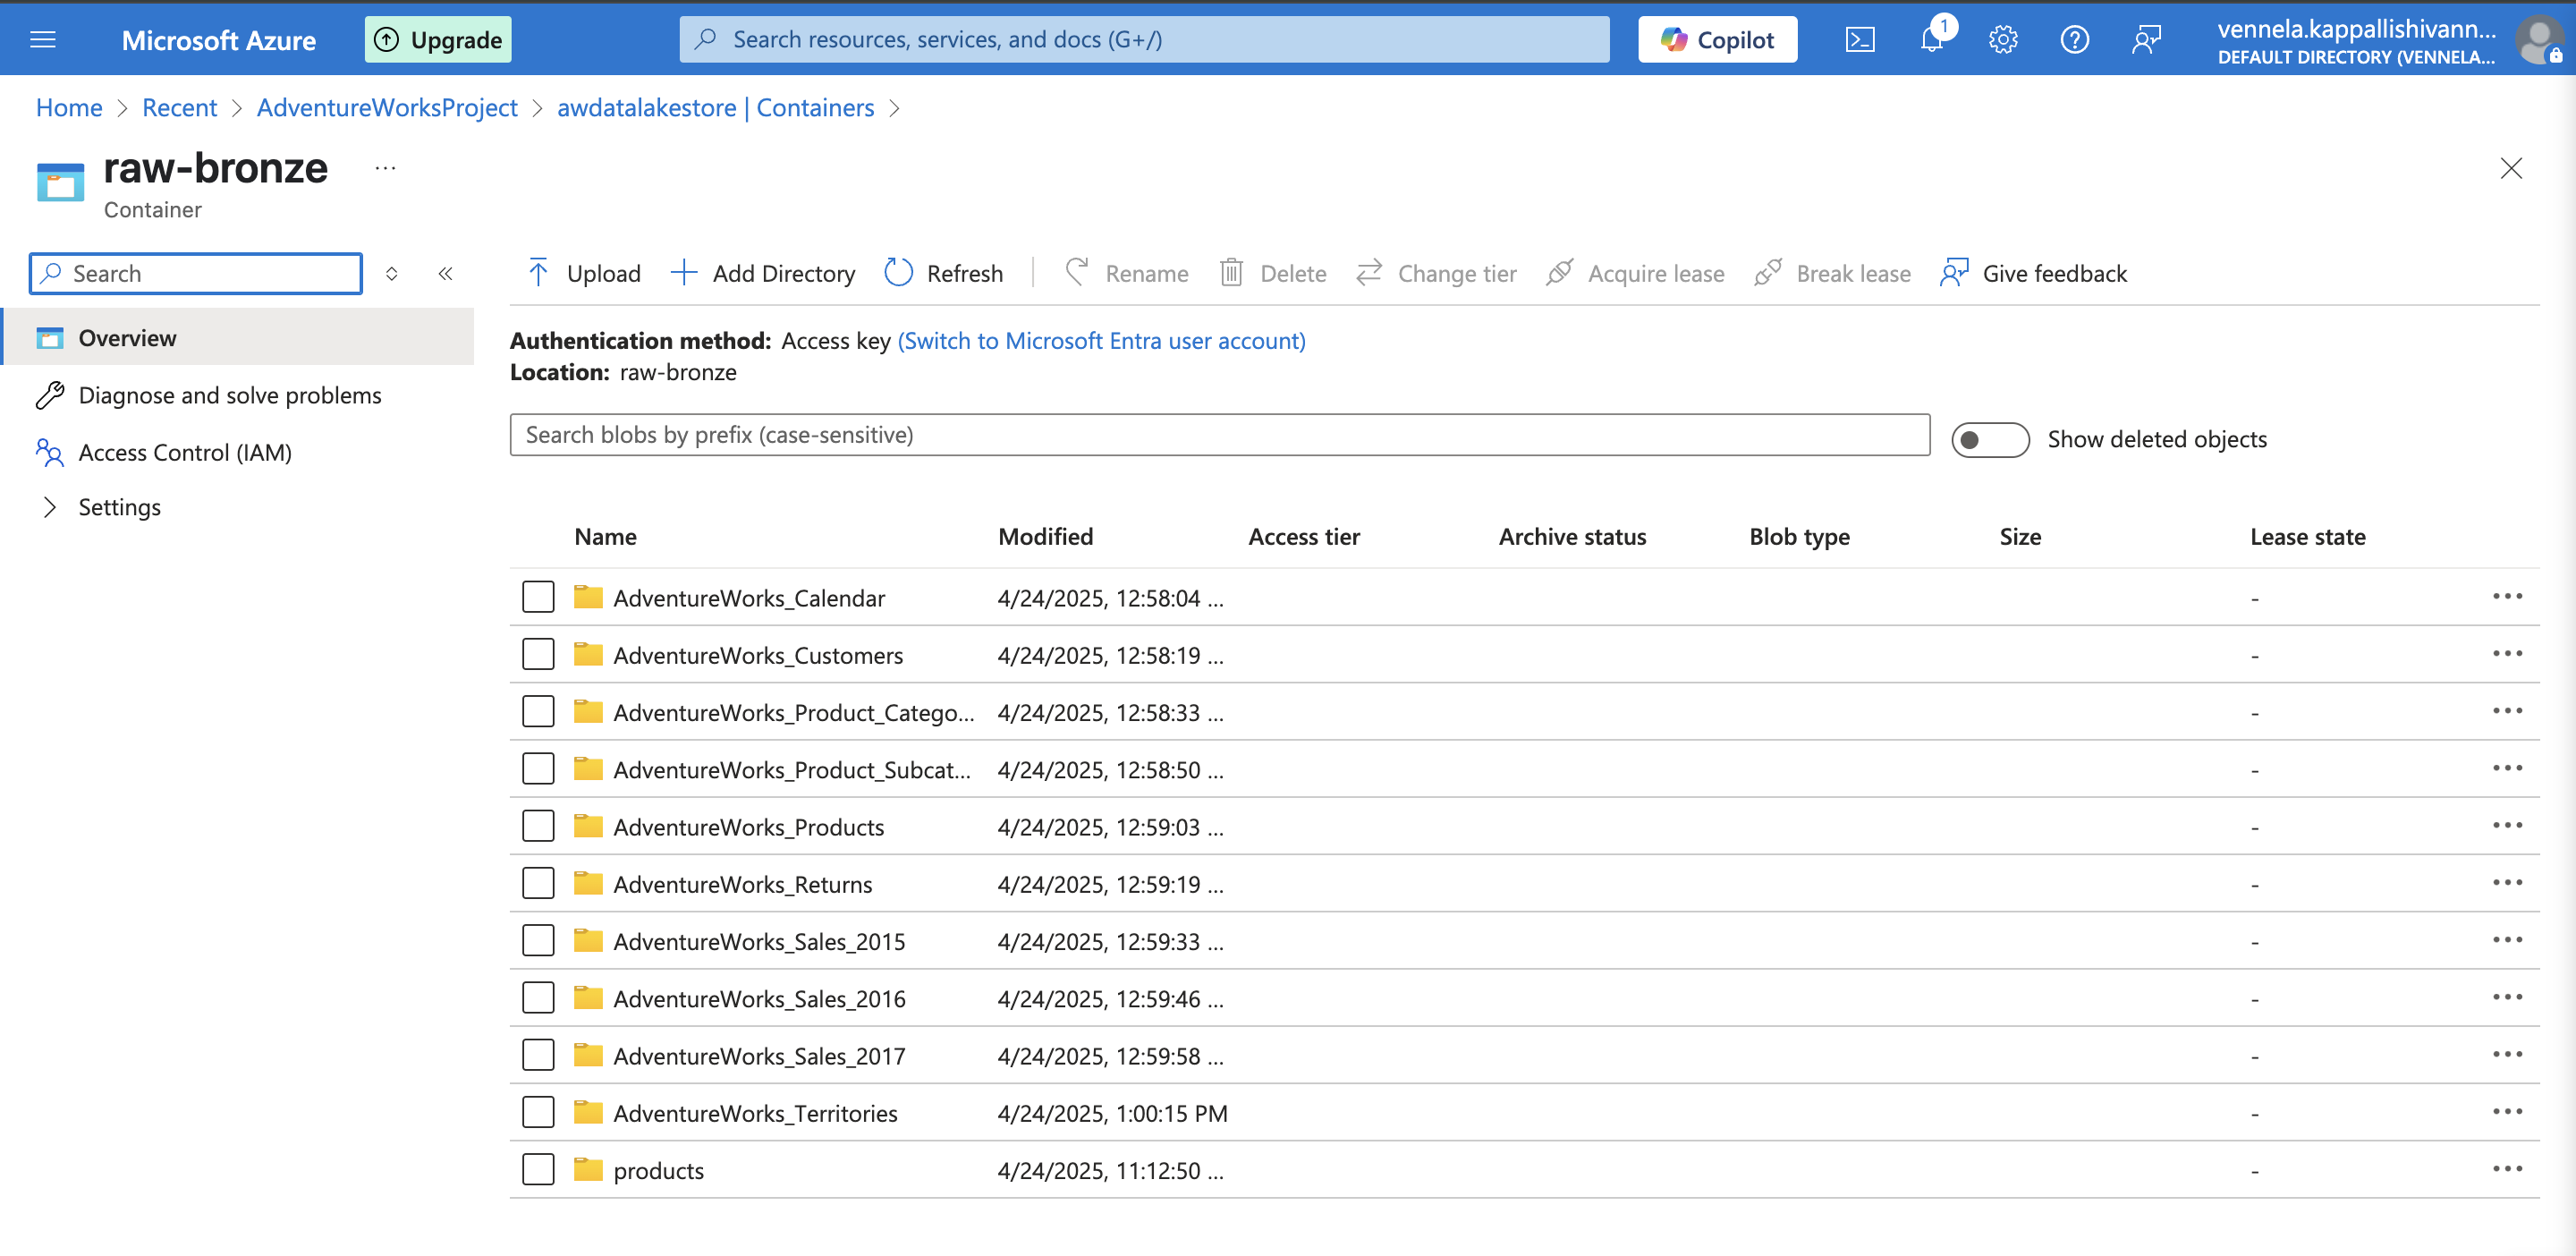 Microsoft Azure Upgrade Search resources, services, and docs (G+/) Copilot 1 vennela.kappallishivann...
DEFAULT DIRECTORY (VENNELA...
Home > Recent > AdventureWorksProject > awdatalakestore | Containers >
raw-bronze ...
Container
Search
Upload Add Directory Refresh Rename Delete Change tier Acquire lease Break lease Give feedback
Overview
Diagnose and solve problems
Access Control (IAM)
Settings
Authentication method: Access key (Switch to Microsoft Entra user account)
Location: raw-bronze
Search blobs by prefix (case-sensitive) Show deleted objects
Name Modified Access tier Archive status Blob type Size Lease state
AdventureWorks_Calendar 4/24/2025, 12:58:04 ... -
AdventureWorks_Customers 4/24/2025, 12:58:19 ... -
AdventureWorks_Product_Catego... 4/24/2025, 12:58:33 ... -
AdventureWorks_Product_Subcat... 4/24/2025, 12:58:50 ... -
AdventureWorks_Products 4/24/2025, 12:59:03 ... -
AdventureWorks_Returns 4/24/2025, 12:59:19 ... -
AdventureWorks_Sales_2015 4/24/2025, 12:59:33 ... -
AdventureWorks_Sales_2016 4/24/2025, 12:59:46 ... -
AdventureWorks_Sales_2017 4/24/2025, 12:59:58 ... -
AdventureWorks_Territories 4/24/2025, 1:00:15 PM -
products 4/24/2025, 11:12:50 ... -